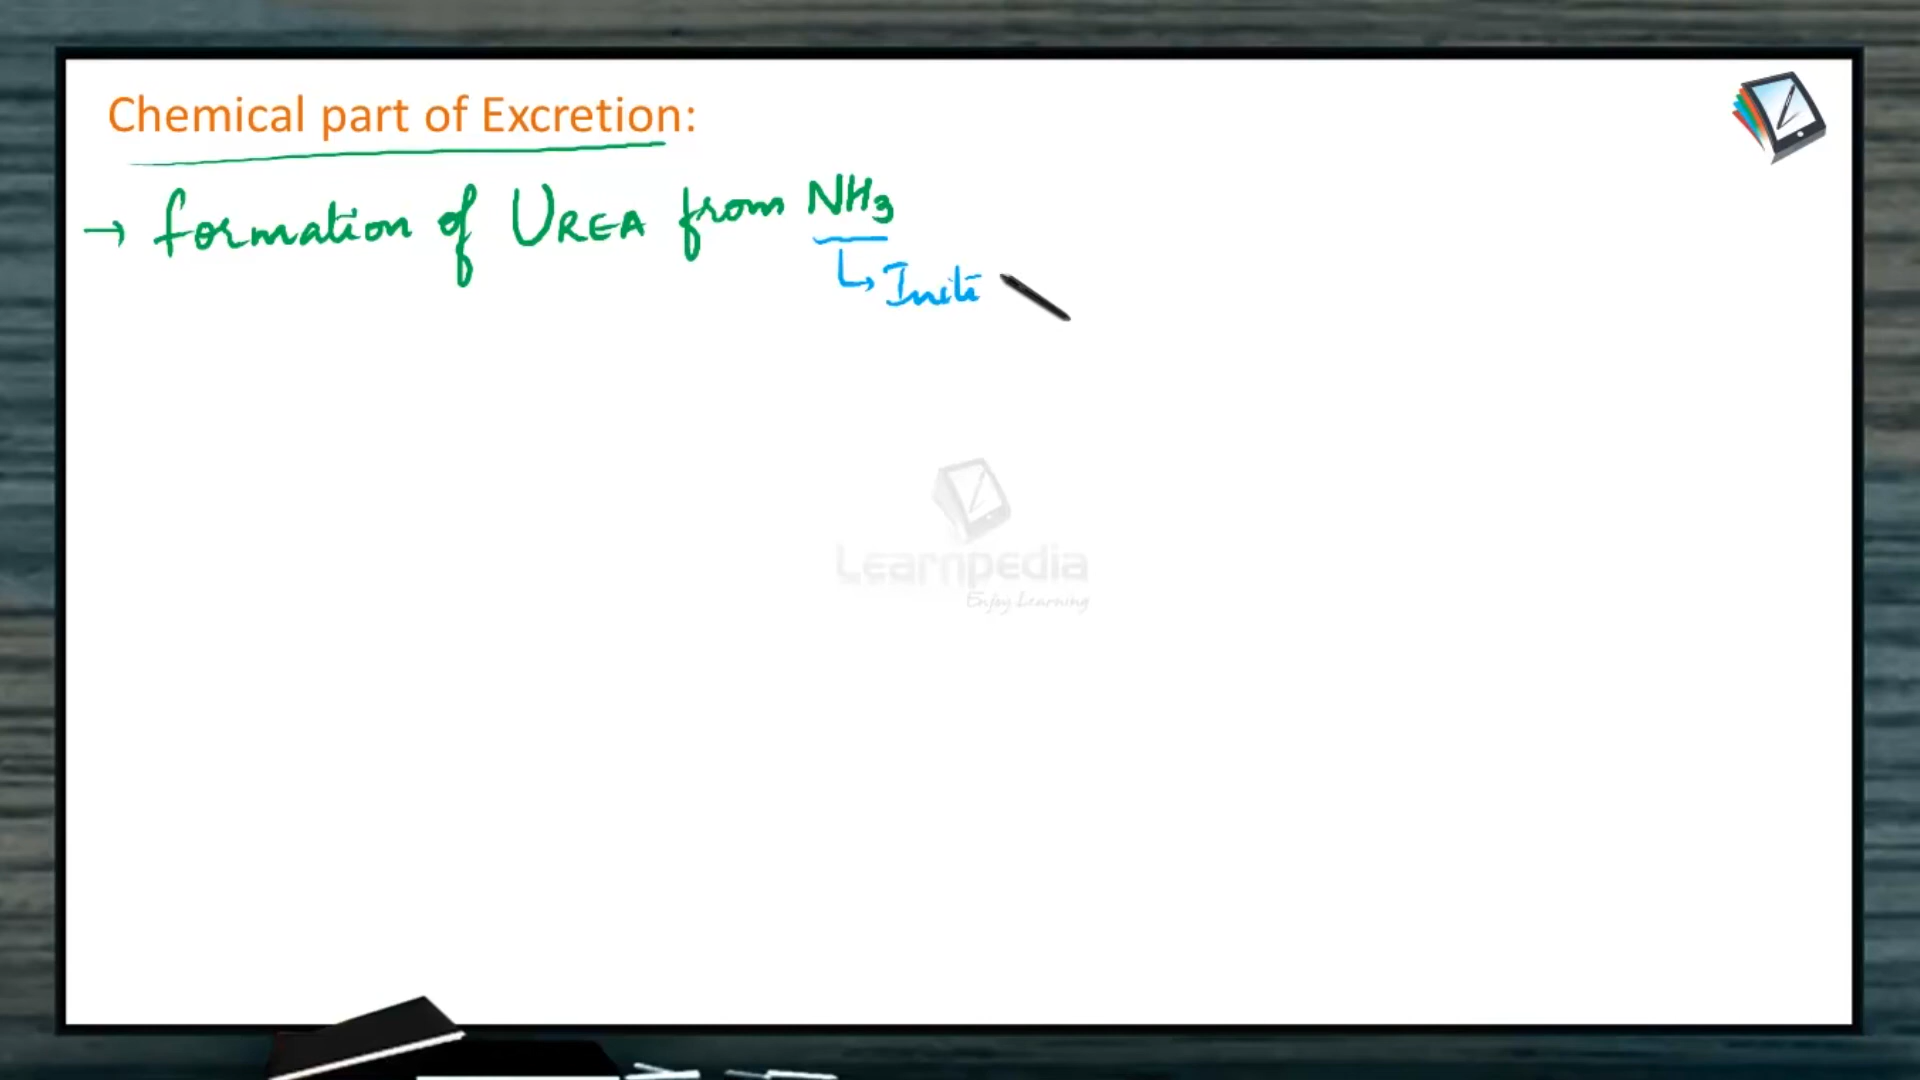 Chemical part of Excretion:
→ formation of UREA from NH3
↳ Initi
Learnpedia
Enjoy Learning